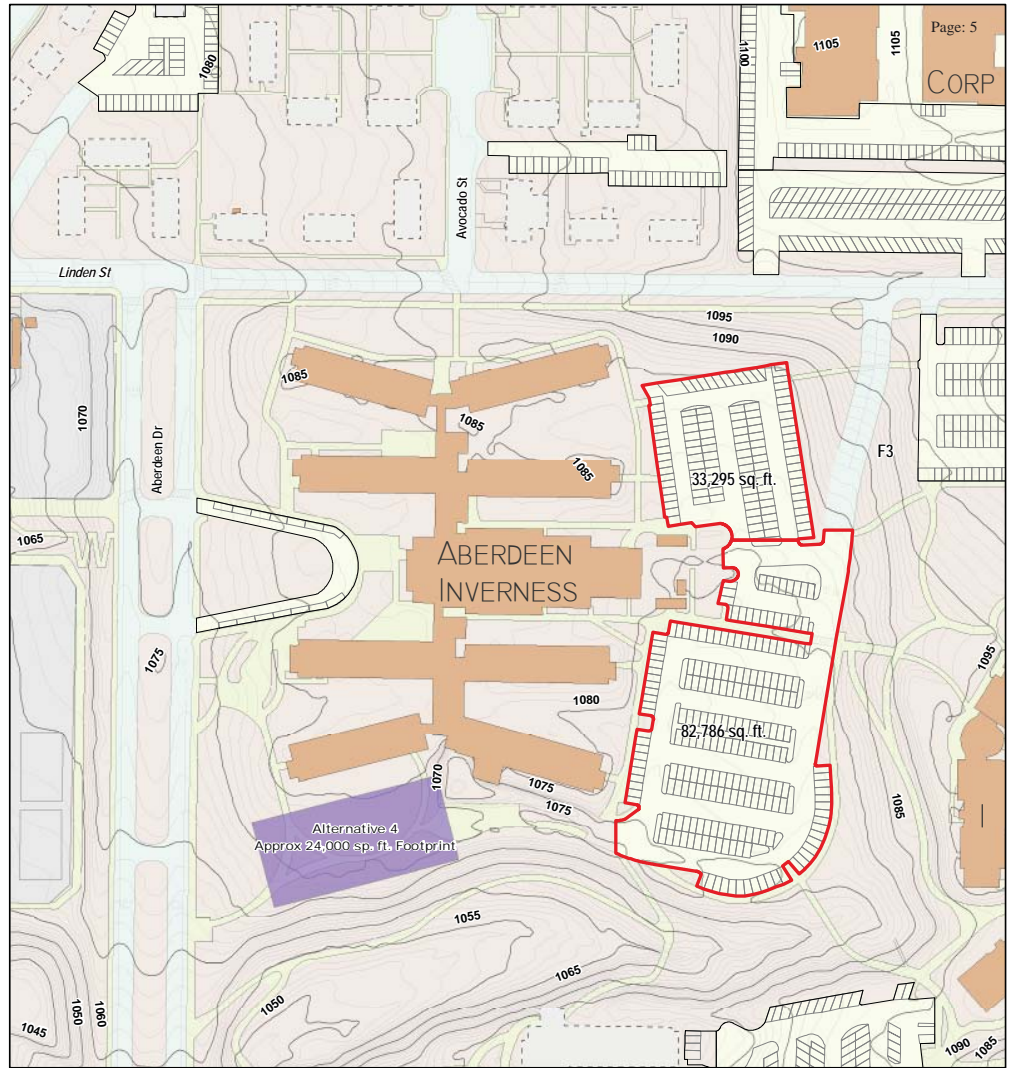 Page: 5
1105
1105
CORP
1100
1080
Avocado St
Linden St
1095
1090
1085
1085
1070
1085
Aberdeen Dr
F3
33,295 sq. ft.
1065
ABERDEEN
INVERNESS
1075
1095
1080
82,786 sq. ft.
1070
1075
1075
1085
Alternative 4
Approx 24,000 sp. ft. Footprint
1055
1065
1050
1050
1060
1045
1090
1085